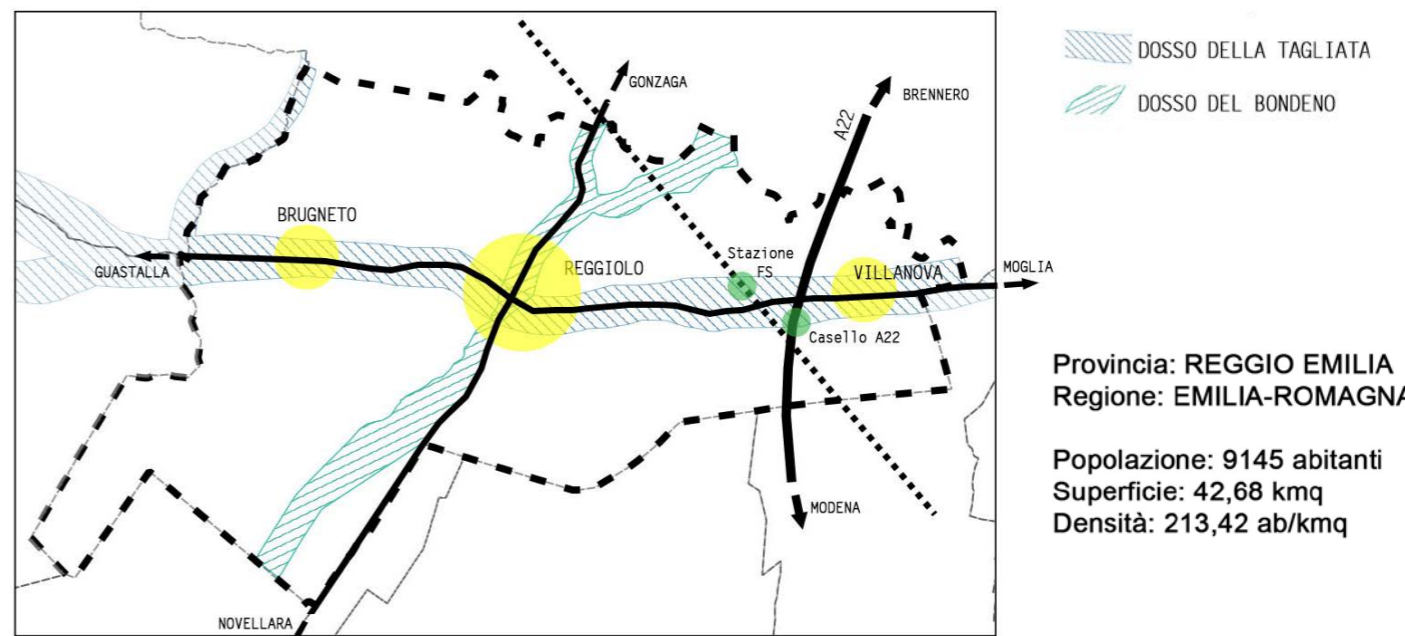 DOSSO DELLA TAGLIATA
DOSSO DEL BONDENO
GONZAGA
BRENNERO
A22
BRUGNETO
REGGIOLO
Stazione
FS
VILLANOVA
MOGLIA
GUASTALLA
Casello A22
MODENA
NOVELLARA
Provincia: REGGIO EMILIA
Regione: EMILIA-ROMAGNA
Popolazione: 9145 abitanti
Superficie: 42,68 kmq
Densità: 213,42 ab/kmq